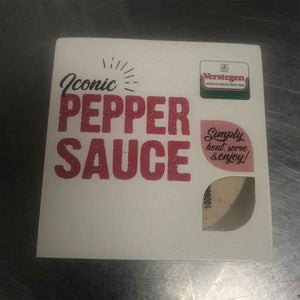 Iconic
PEPPER
SAUCE
Verstegen
Simply
heat, serve
& enjoy!